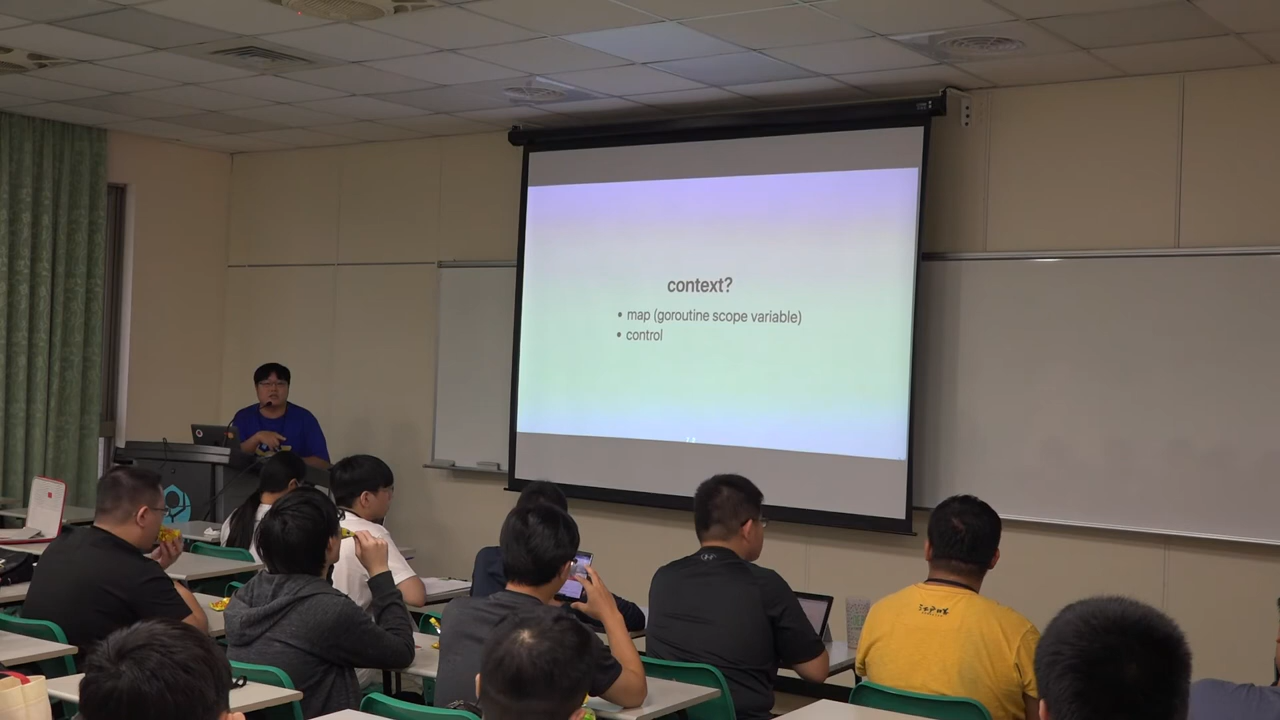 context?
• map (goroutine scope variable)
• control